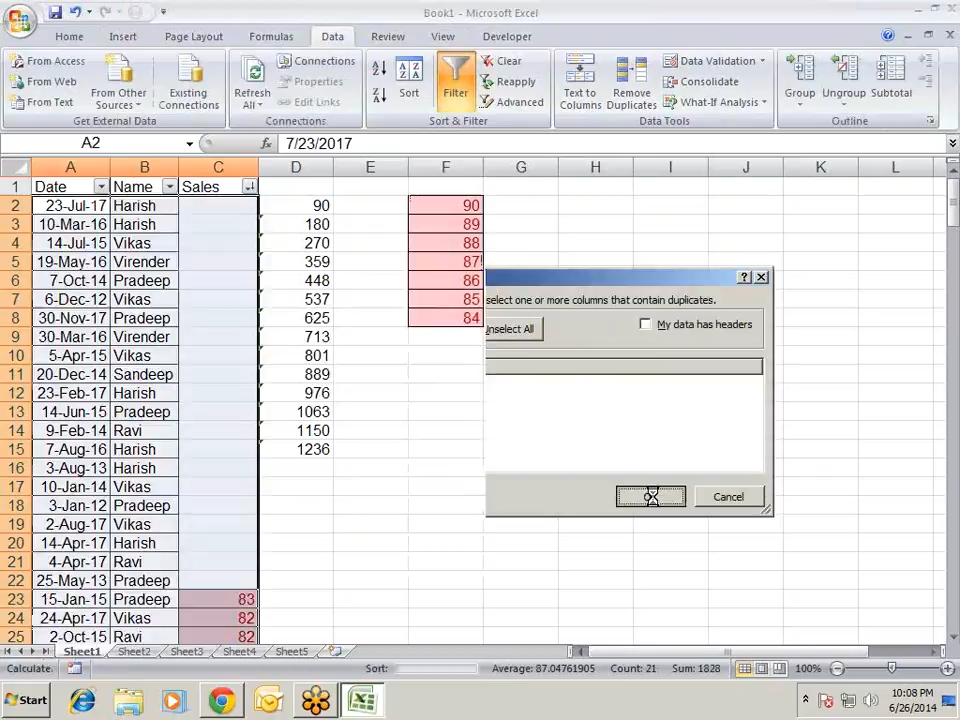 Book1 - Microsoft Excel
Home Insert Page Layout Formulas Data Review View Developer
From Access
From Web
From Text
From Other Sources
Existing Connections
Get External Data
Refresh All
Connections
Properties
Edit Links
Connections
Sort
Filter
Clear
Reapply
Advanced
Sort & Filter
Text to Columns
Remove Duplicates
Data Validation
Consolidate
What-If Analysis
Data Tools
Group
Ungroup
Subtotal
Outline
A2 fx 7/23/2017
A B C D E F G H I J K L
1 Date Name Sales
2 23-Jul-17 Harish 90 90
3 10-Mar-16 Harish 180 89
4 14-Jul-15 Vikas 270 88
5 19-May-16 Virender 359 87
6 7-Oct-14 Pradeep 448 86
7 6-Dec-12 Vikas 537 85
8 30-Nov-17 Pradeep 625 84
9 30-Mar-16 Virender 713
10 5-Apr-15 Vikas 801
11 20-Dec-14 Sandeep 889
12 23-Feb-17 Harish 976
13 14-Jun-15 Pradeep 1063
14 9-Feb-14 Ravi 1150
15 7-Aug-16 Harish 1236
16 3-Aug-13 Harish
17 10-Jan-14 Vikas
18 3-Jan-12 Pradeep
19 2-Aug-17 Vikas
20 14-Apr-17 Harish
21 4-Apr-17 Ravi
22 25-May-13 Pradeep
23 15-Jan-15 Pradeep 83
24 24-Apr-17 Vikas 82
25 2-Oct-15 Ravi 82
select one or more columns that contain duplicates.
Unselect All
My data has headers
Cancel
Sheet1 Sheet2 Sheet3 Sheet4 Sheet5
Calculate. Sort: Average: 87.04761905 Count: 21 Sum: 1828 100%
Start
10:08 PM
6/26/2014